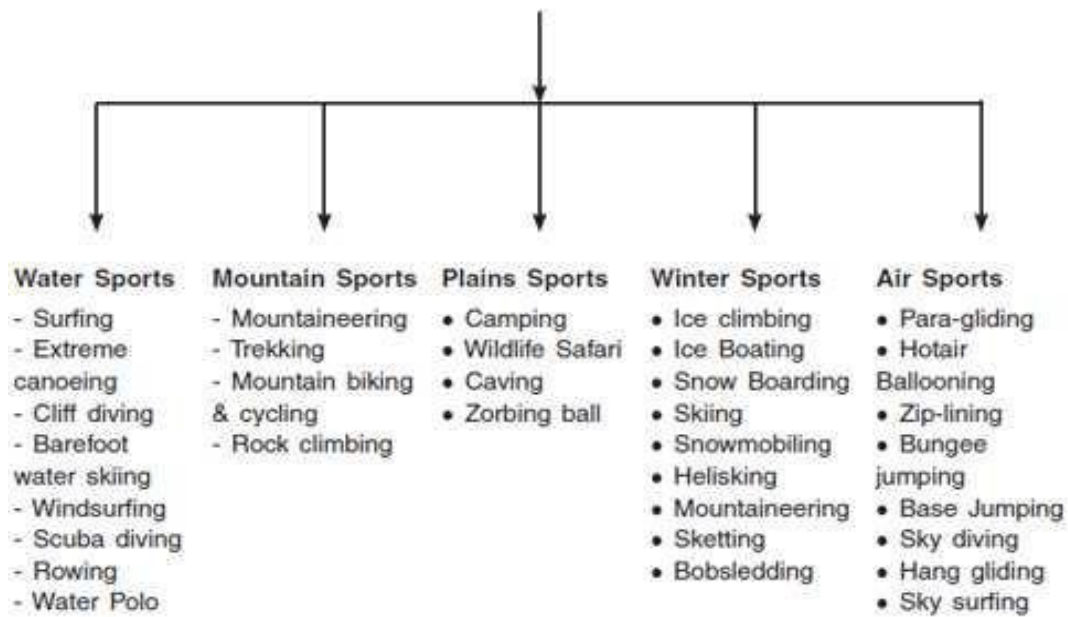 Water Sports
- Surfing
- Extreme
canoeing
- Cliff diving
- Barefoot
water skiing
- Windsurfing
- Scuba diving
- Rowing
- Water Polo
Mountain Sports
- Mountaineering
- Trekking
- Mountain biking
& cycling
- Rock climbing
Plains Sports
• Camping
• Wildlife Safari
• Caving
• Zorbing ball
Winter Sports
• Ice climbing
• Ice Boating
• Snow Boarding
• Skiing
• Snowmobiling
• Helisking
• Mountaineering
• Sketting
• Bobsledding
Air Sports
• Para-gliding
• Hotair
Ballooning
• Zip-lining
• Bungee
jumping
• Base Jumping
• Sky diving
• Hang gliding
• Sky surfing